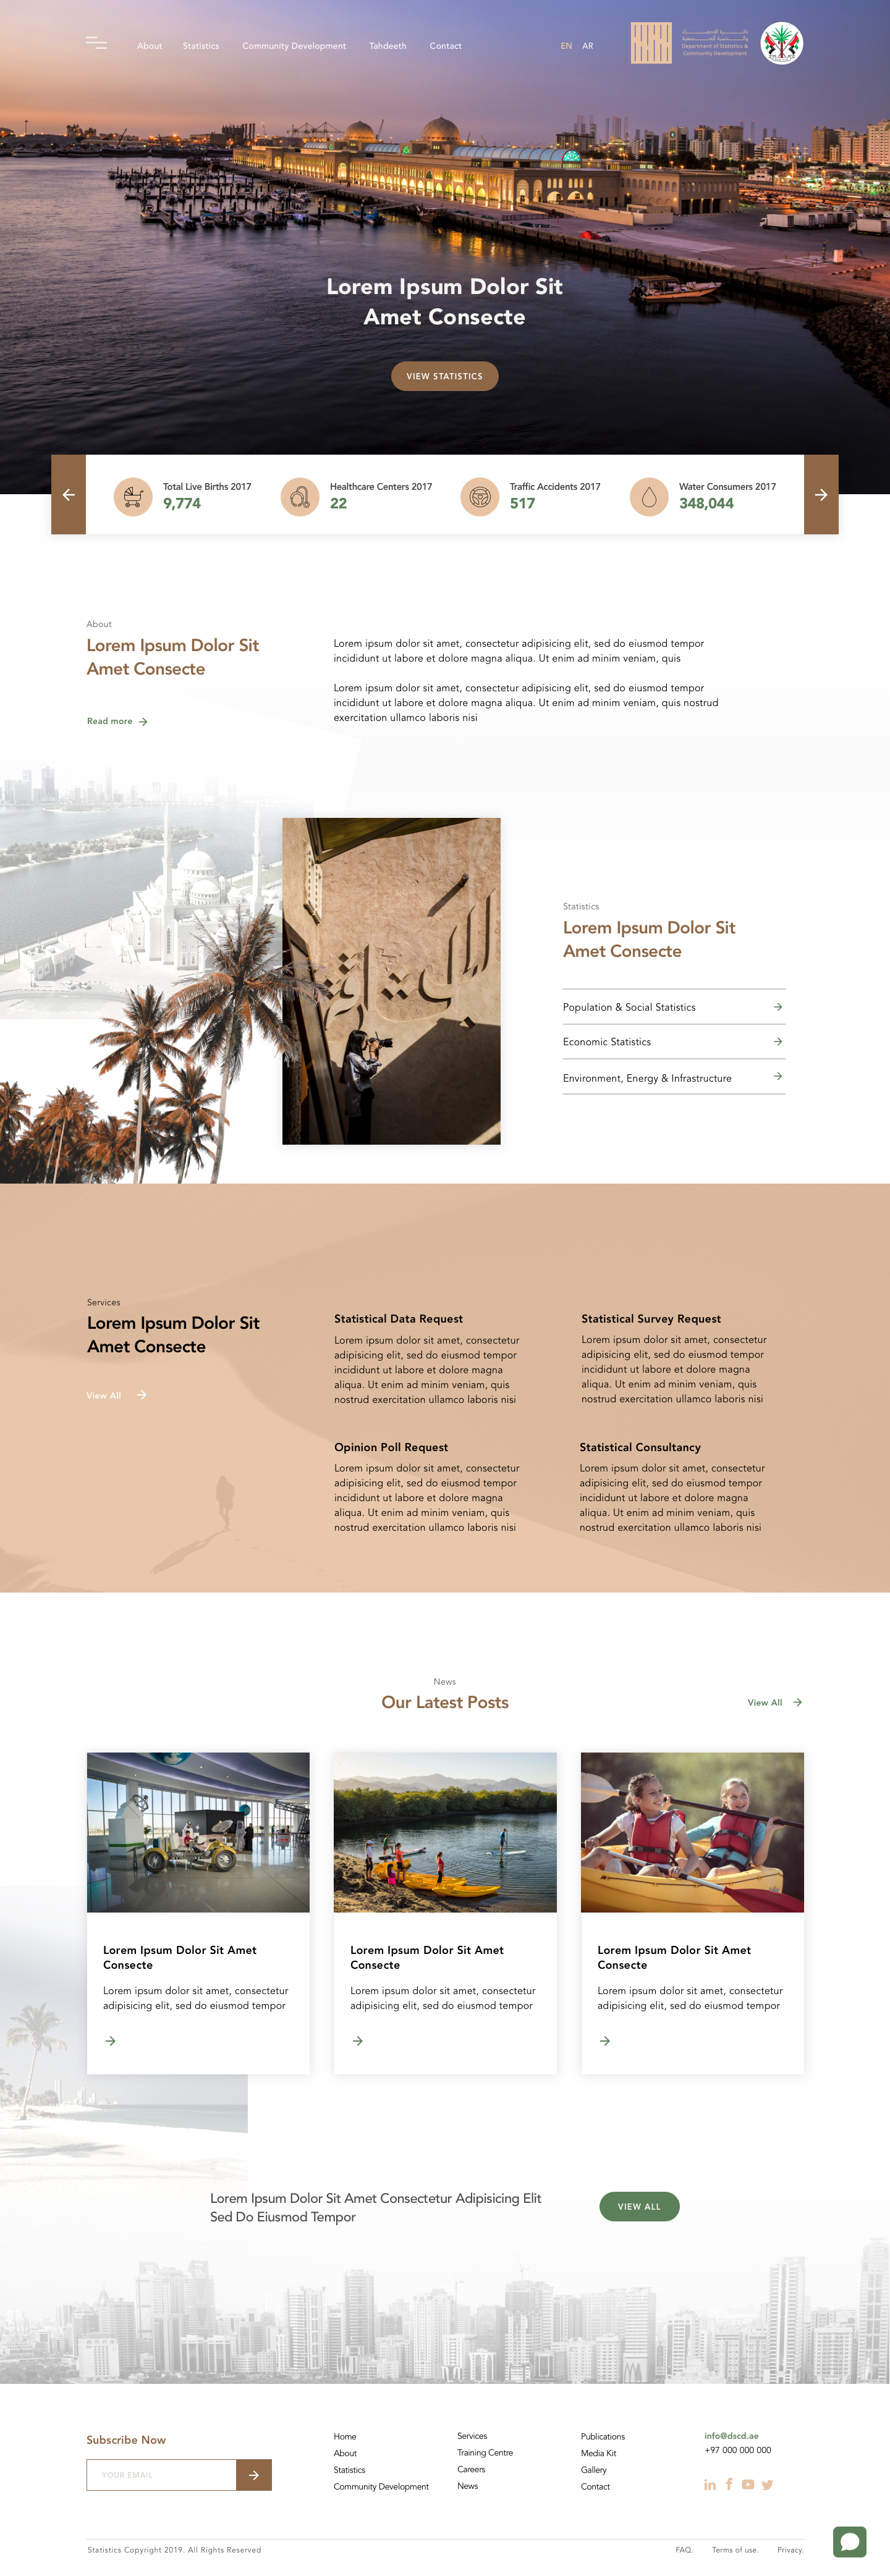 About Statistics Community Development Tahdeeth Contact EN AR
Department of Statistics &
Community Development
Lorem Ipsum Dolor Sit
Amet Consecte
VIEW STATISTICS
Total Live Births 2017
9,774
Healthcare Centers 2017
22
Traffic Accidents 2017
517
Water Consumers 2017
348,044
About
Lorem Ipsum Dolor Sit
Amet Consecte
Read more
Lorem ipsum dolor sit amet, consectetur adipisicing elit, sed do eiusmod tempor
incididunt ut labore et dolore magna aliqua. Ut enim ad minim veniam, quis
Lorem ipsum dolor sit amet, consectetur adipisicing elit, sed do eiusmod tempor
incididunt ut labore et dolore magna aliqua. Ut enim ad minim veniam, quis nostrud
exercitation ullamco laboris nisi
Statistics
Lorem Ipsum Dolor Sit
Amet Consecte
Population & Social Statistics
Economic Statistics
Environment, Energy & Infrastructure
Services
Lorem Ipsum Dolor Sit
Amet Consecte
View All
Statistical Data Request
Lorem ipsum dolor sit amet, consectetur
adipisicing elit, sed do eiusmod tempor
incididunt ut labore et dolore magna
aliqua. Ut enim ad minim veniam, quis
nostrud exercitation ullamco laboris nisi
Statistical Survey Request
Lorem ipsum dolor sit amet, consectetur
adipisicing elit, sed do eiusmod tempor
incididunt ut labore et dolore magna
aliqua. Ut enim ad minim veniam, quis
nostrud exercitation ullamco laboris nisi
Opinion Poll Request
Lorem ipsum dolor sit amet, consectetur
adipisicing elit, sed do eiusmod tempor
incididunt ut labore et dolore magna
aliqua. Ut enim ad minim veniam, quis
nostrud exercitation ullamco laboris nisi
Statistical Consultancy
Lorem ipsum dolor sit amet, consectetur
adipisicing elit, sed do eiusmod tempor
incididunt ut labore et dolore magna
aliqua. Ut enim ad minim veniam, quis
nostrud exercitation ullamco laboris nisi
News
Our Latest Posts
View All
Lorem Ipsum Dolor Sit Amet
Consecte
Lorem ipsum dolor sit amet, consectetur
adipisicing elit, sed do eiusmod tempor
Lorem Ipsum Dolor Sit Amet
Consecte
Lorem ipsum dolor sit amet, consectetur
adipisicing elit, sed do eiusmod tempor
Lorem Ipsum Dolor Sit Amet
Consecte
Lorem ipsum dolor sit amet, consectetur
adipisicing elit, sed do eiusmod tempor
Lorem Ipsum Dolor Sit Amet Consectetur Adipisicing Elit
Sed Do Eiusmod Tempor
VIEW ALL
Subscribe Now
YOUR EMAIL
Home
About
Statistics
Community Development
Services
Training Centre
Careers
News
Publications
Media Kit
Gallery
Contact
info@dscd.ae
+97 000 000 000
Statistics Copyright 2019. All Rights Reserved
FAQ. Terms of use. Privacy.